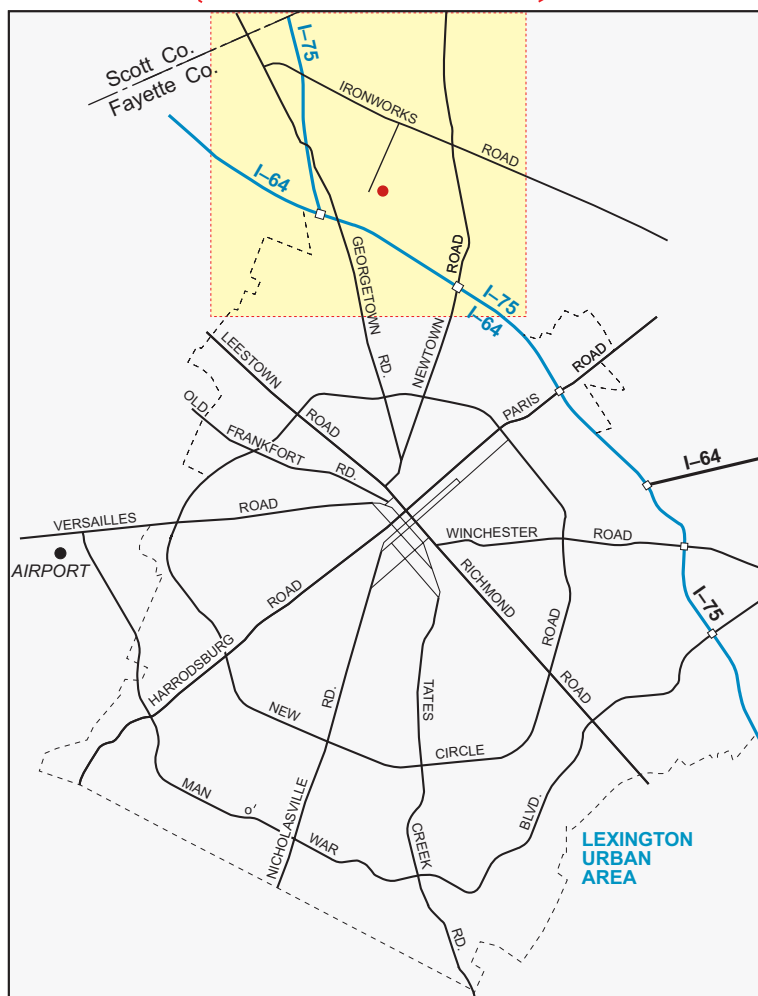 I–75
Scott Co.
Fayette Co.
IRONWORKS
ROAD
I–64
GEORGETOWN
RD.
ROAD
NEWTOWN
I–75
I–64
LEESTOWN
ROAD
PARIS
ROAD
OLD
FRANKFORT
RD.
I–64
VERSAILLES
ROAD
WINCHESTER
ROAD
AIRPORT
RICHMOND
ROAD
I–75
ROAD
HARRODSBURG
ROAD
RD.
NICHOLASVILLE
TATES
CREEK
RD.
NEW
CIRCLE
ROAD
MAN
o'
WAR
BLVD.
LEXINGTON
URBAN
AREA